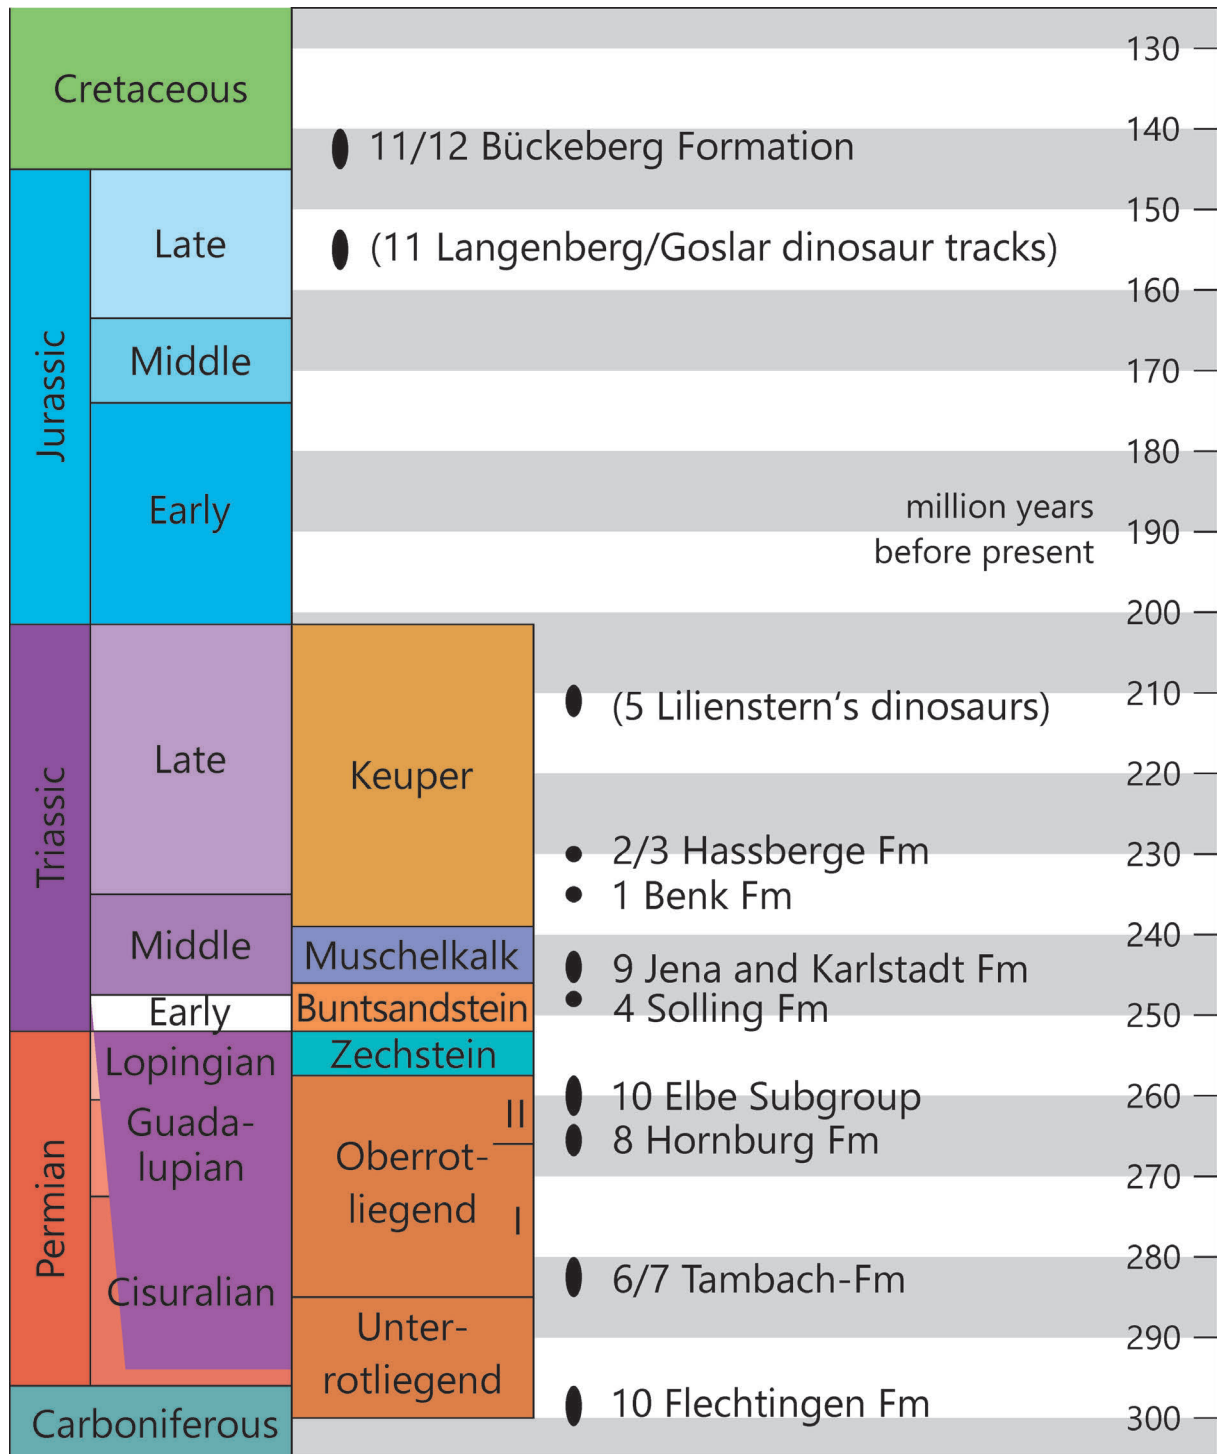 130
Cretaceous
140
11/12 Bückeberg Formation
150
Jurassic
Late
(11 Langenberg/Goslar dinosaur tracks)
160
Middle
170
180
Early
million years
before present
190
200
210
(5 Lilienstern‘s dinosaurs)
Triassic
Late
Keuper
220
2/3 Hassberge Fm
230
1 Benk Fm
240
Middle
Muschelkalk
9 Jena and Karlstadt Fm
Early
Buntsandstein
4 Solling Fm
250
Lopingian
Zechstein
260
10 Elbe Subgroup
II
Guada-
lupian
8 Hornburg Fm
270
Permian
Oberrot-
liegend
I
280
Cisuralian
6/7 Tambach-Fm
290
Unter-
rotliegend
10 Flechtingen Fm
300
Carboniferous